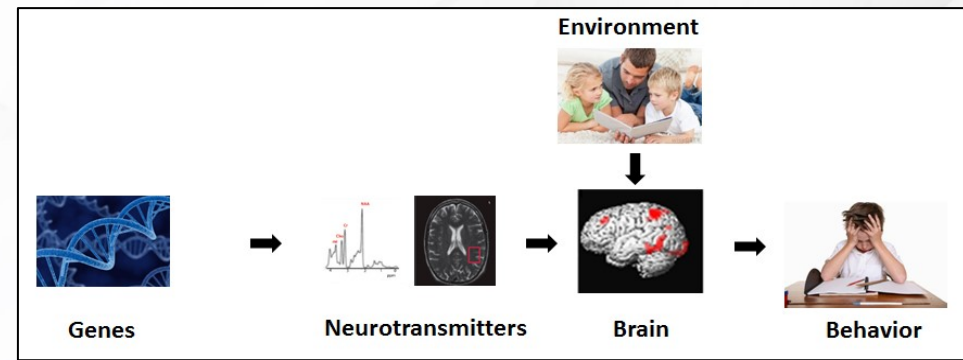 Environment
Genes
Neurotransmitters
Brain
Behavior